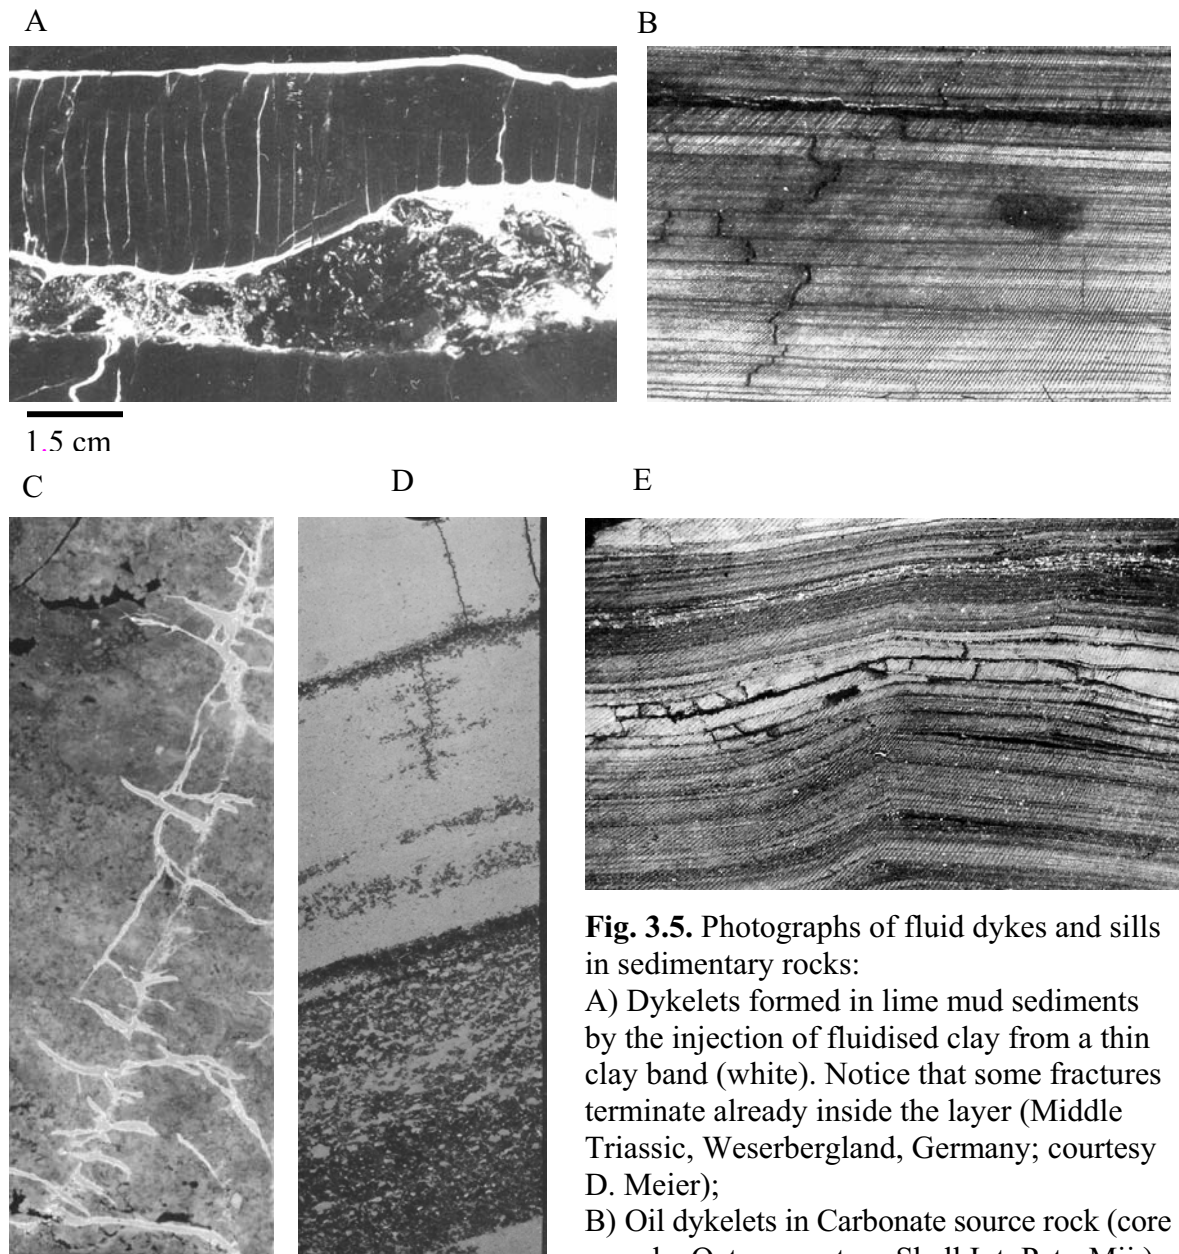 A
B
1.5 cm
C
D
E
Fig. 3.5. Photographs of fluid dykes and sills
in sedimentary rocks:
A) Dykelets formed in lime mud sediments
by the injection of fluidised clay from a thin
clay band (white). Notice that some fractures
terminate already inside the layer (Middle
Triassic, Weserbergland, Germany; courtesy
D. Meier);
B) Oil dykelets in Carbonate source rock (core